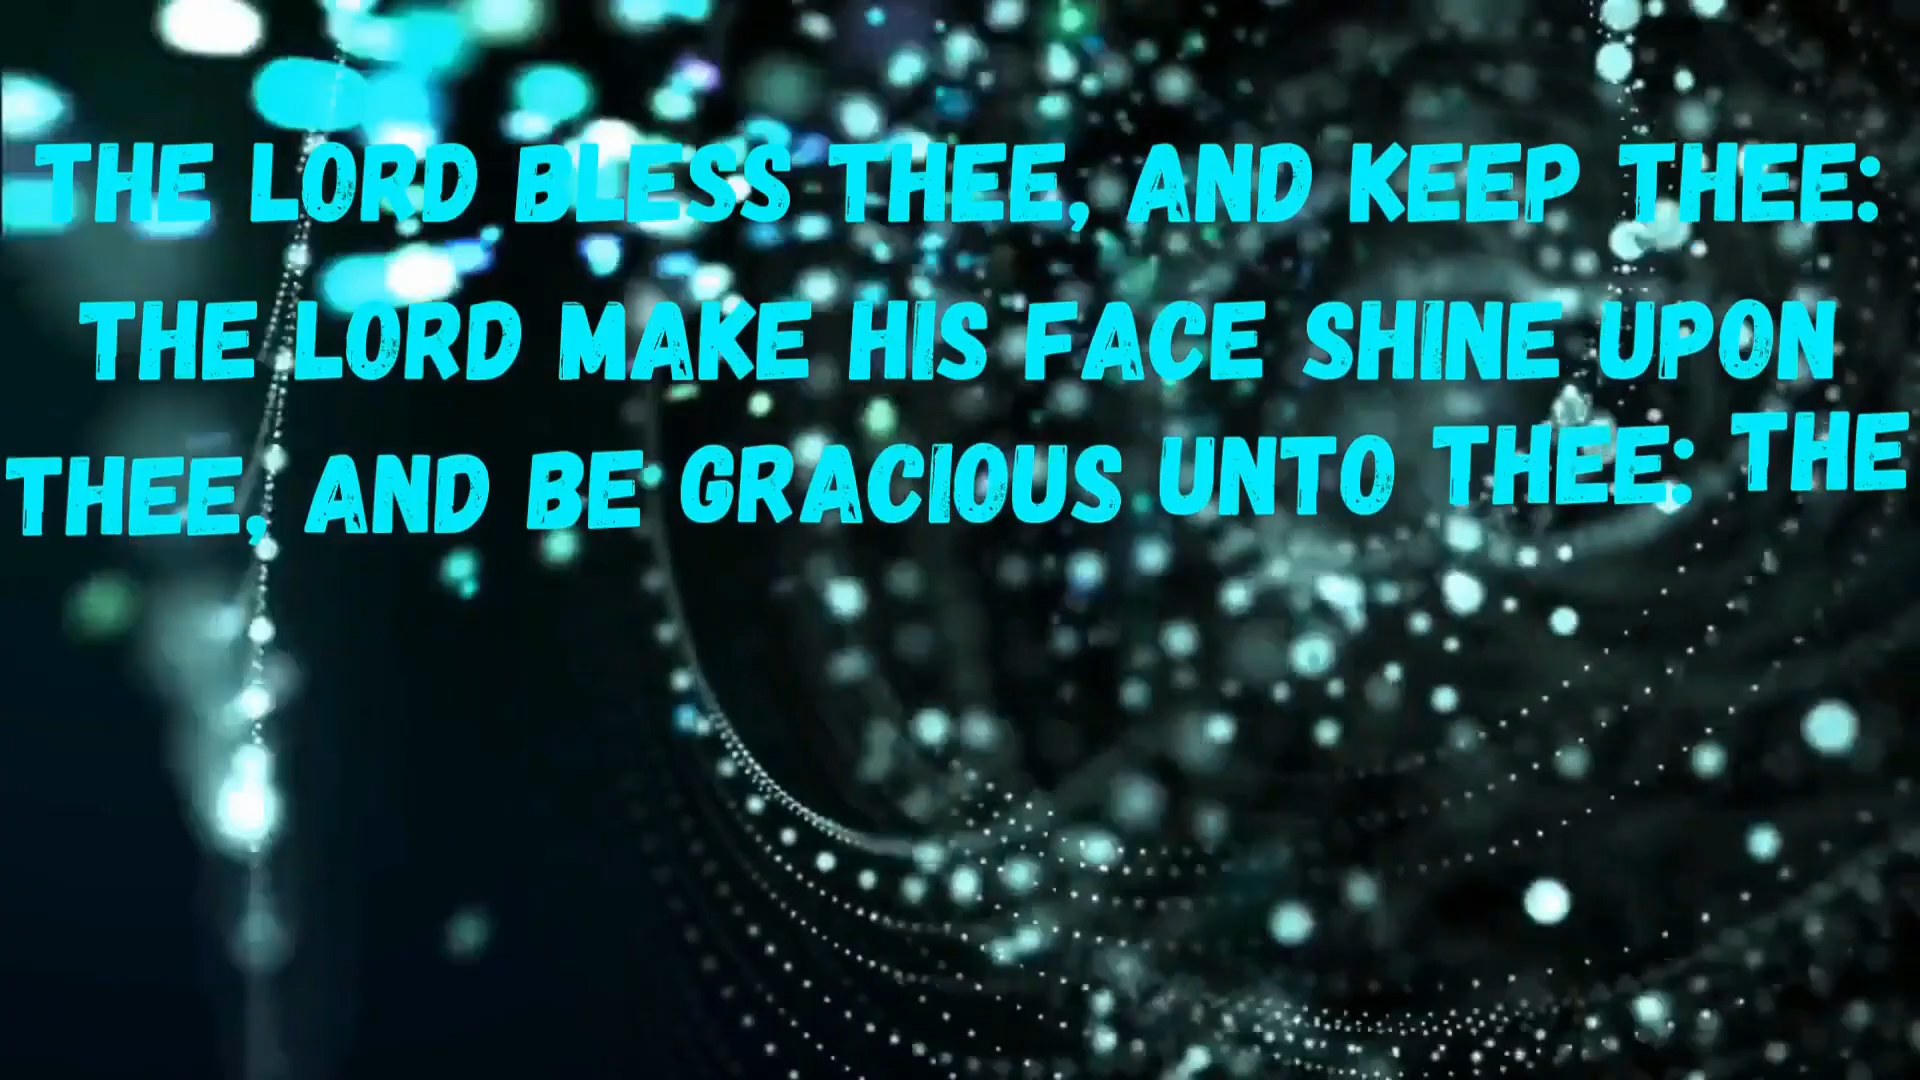 THE LORD BLESS THEE, AND KEEP THEE:
THE LORD MAKE HIS FACE SHINE UPON
THEE, AND BE GRACIOUS UNTO THEE: THE